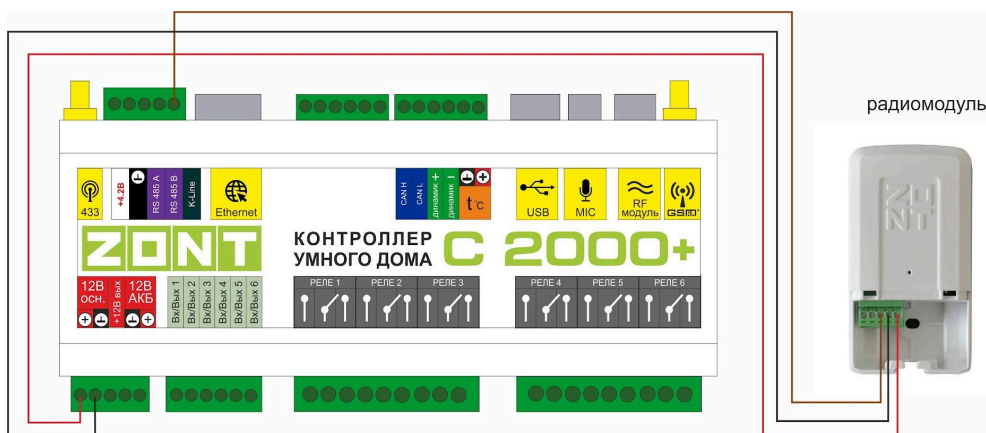 радиомодуль
433
+4.2В
RS 485 A
RS 485 B
K-Line
Ethernet
CAN H
CAN L
динамик +
динамик –
t°C
USB
MIC
RF
модуль
GSM
ZONT
КОНТРОЛЛЕР
УМНОГО ДОМА
C 2000+
ZONT
12В
осн.
+12В вых
12В
АКБ
Вх/Вых 1
Вх/Вых 2
Вх/Вых 3
Вх/Вых 4
Вх/Вых 5
Вх/Вых 6
РЕЛЕ 1
РЕЛЕ 2
РЕЛЕ 3
РЕЛЕ 4
РЕЛЕ 5
РЕЛЕ 6